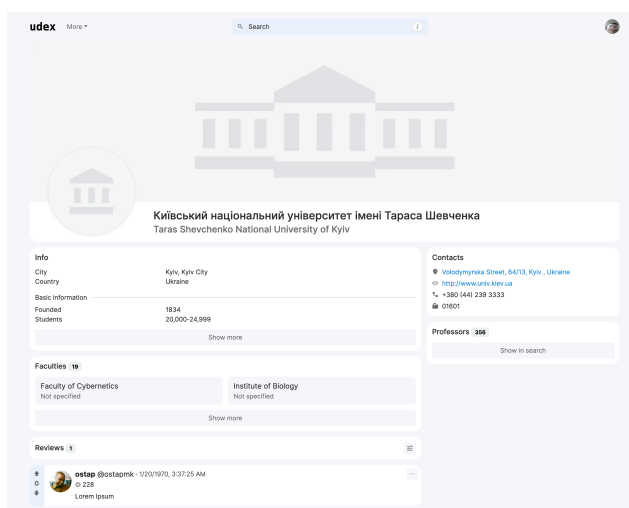 udex More Search /
Київський національний університет імені Тараса Шевченка
Taras Shevchenko National University of Kyiv
Info
City Kyiv, Kyiv City
Country Ukraine
Basic information
Founded 1834
Students 20,000-24,999
Show more
Faculties 19
Faculty of Cybernetics
Not specified
Institute of Biology
Not specified
Show more
Reviews 1
0
ostap @ostapmk · 1/20/1970, 3:37:25 AM
228
Lorem Ipsum
Contacts
Volodymyrska Street, 64/13, Kyiv , Ukraine
http://www.univ.kiev.ua
+380 (44) 239 3333
01601
Professors 356
Show in search